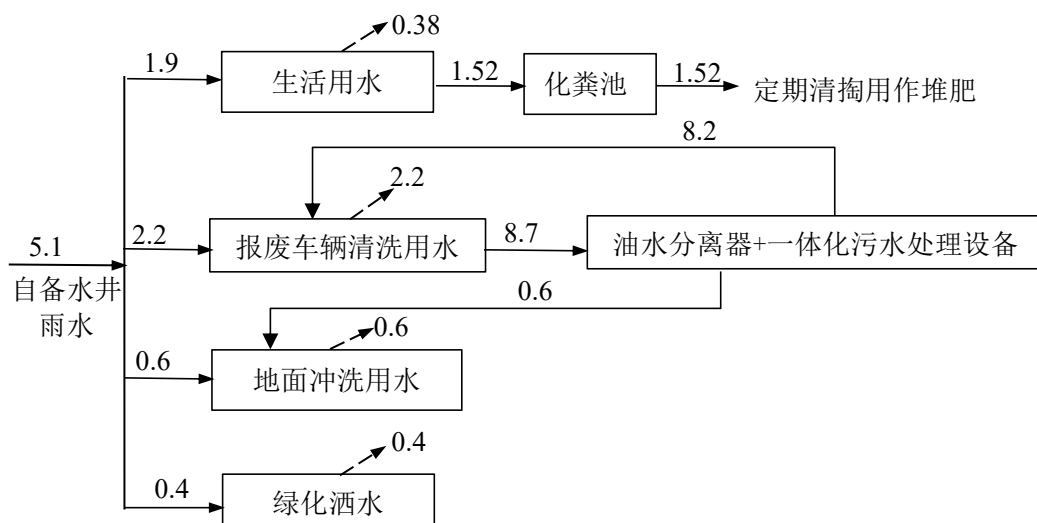 0.38
1.9
生活用水
1.52
化粪池
1.52
定期清掏用作堆肥
8.2
2.2
5.1
2.2
报废车辆清洗用水
8.7
油水分离器+一体化污水处理设备
自备水井
雨水
0.6
0.6
0.6
地面冲洗用水
0.4
0.4
绿化洒水